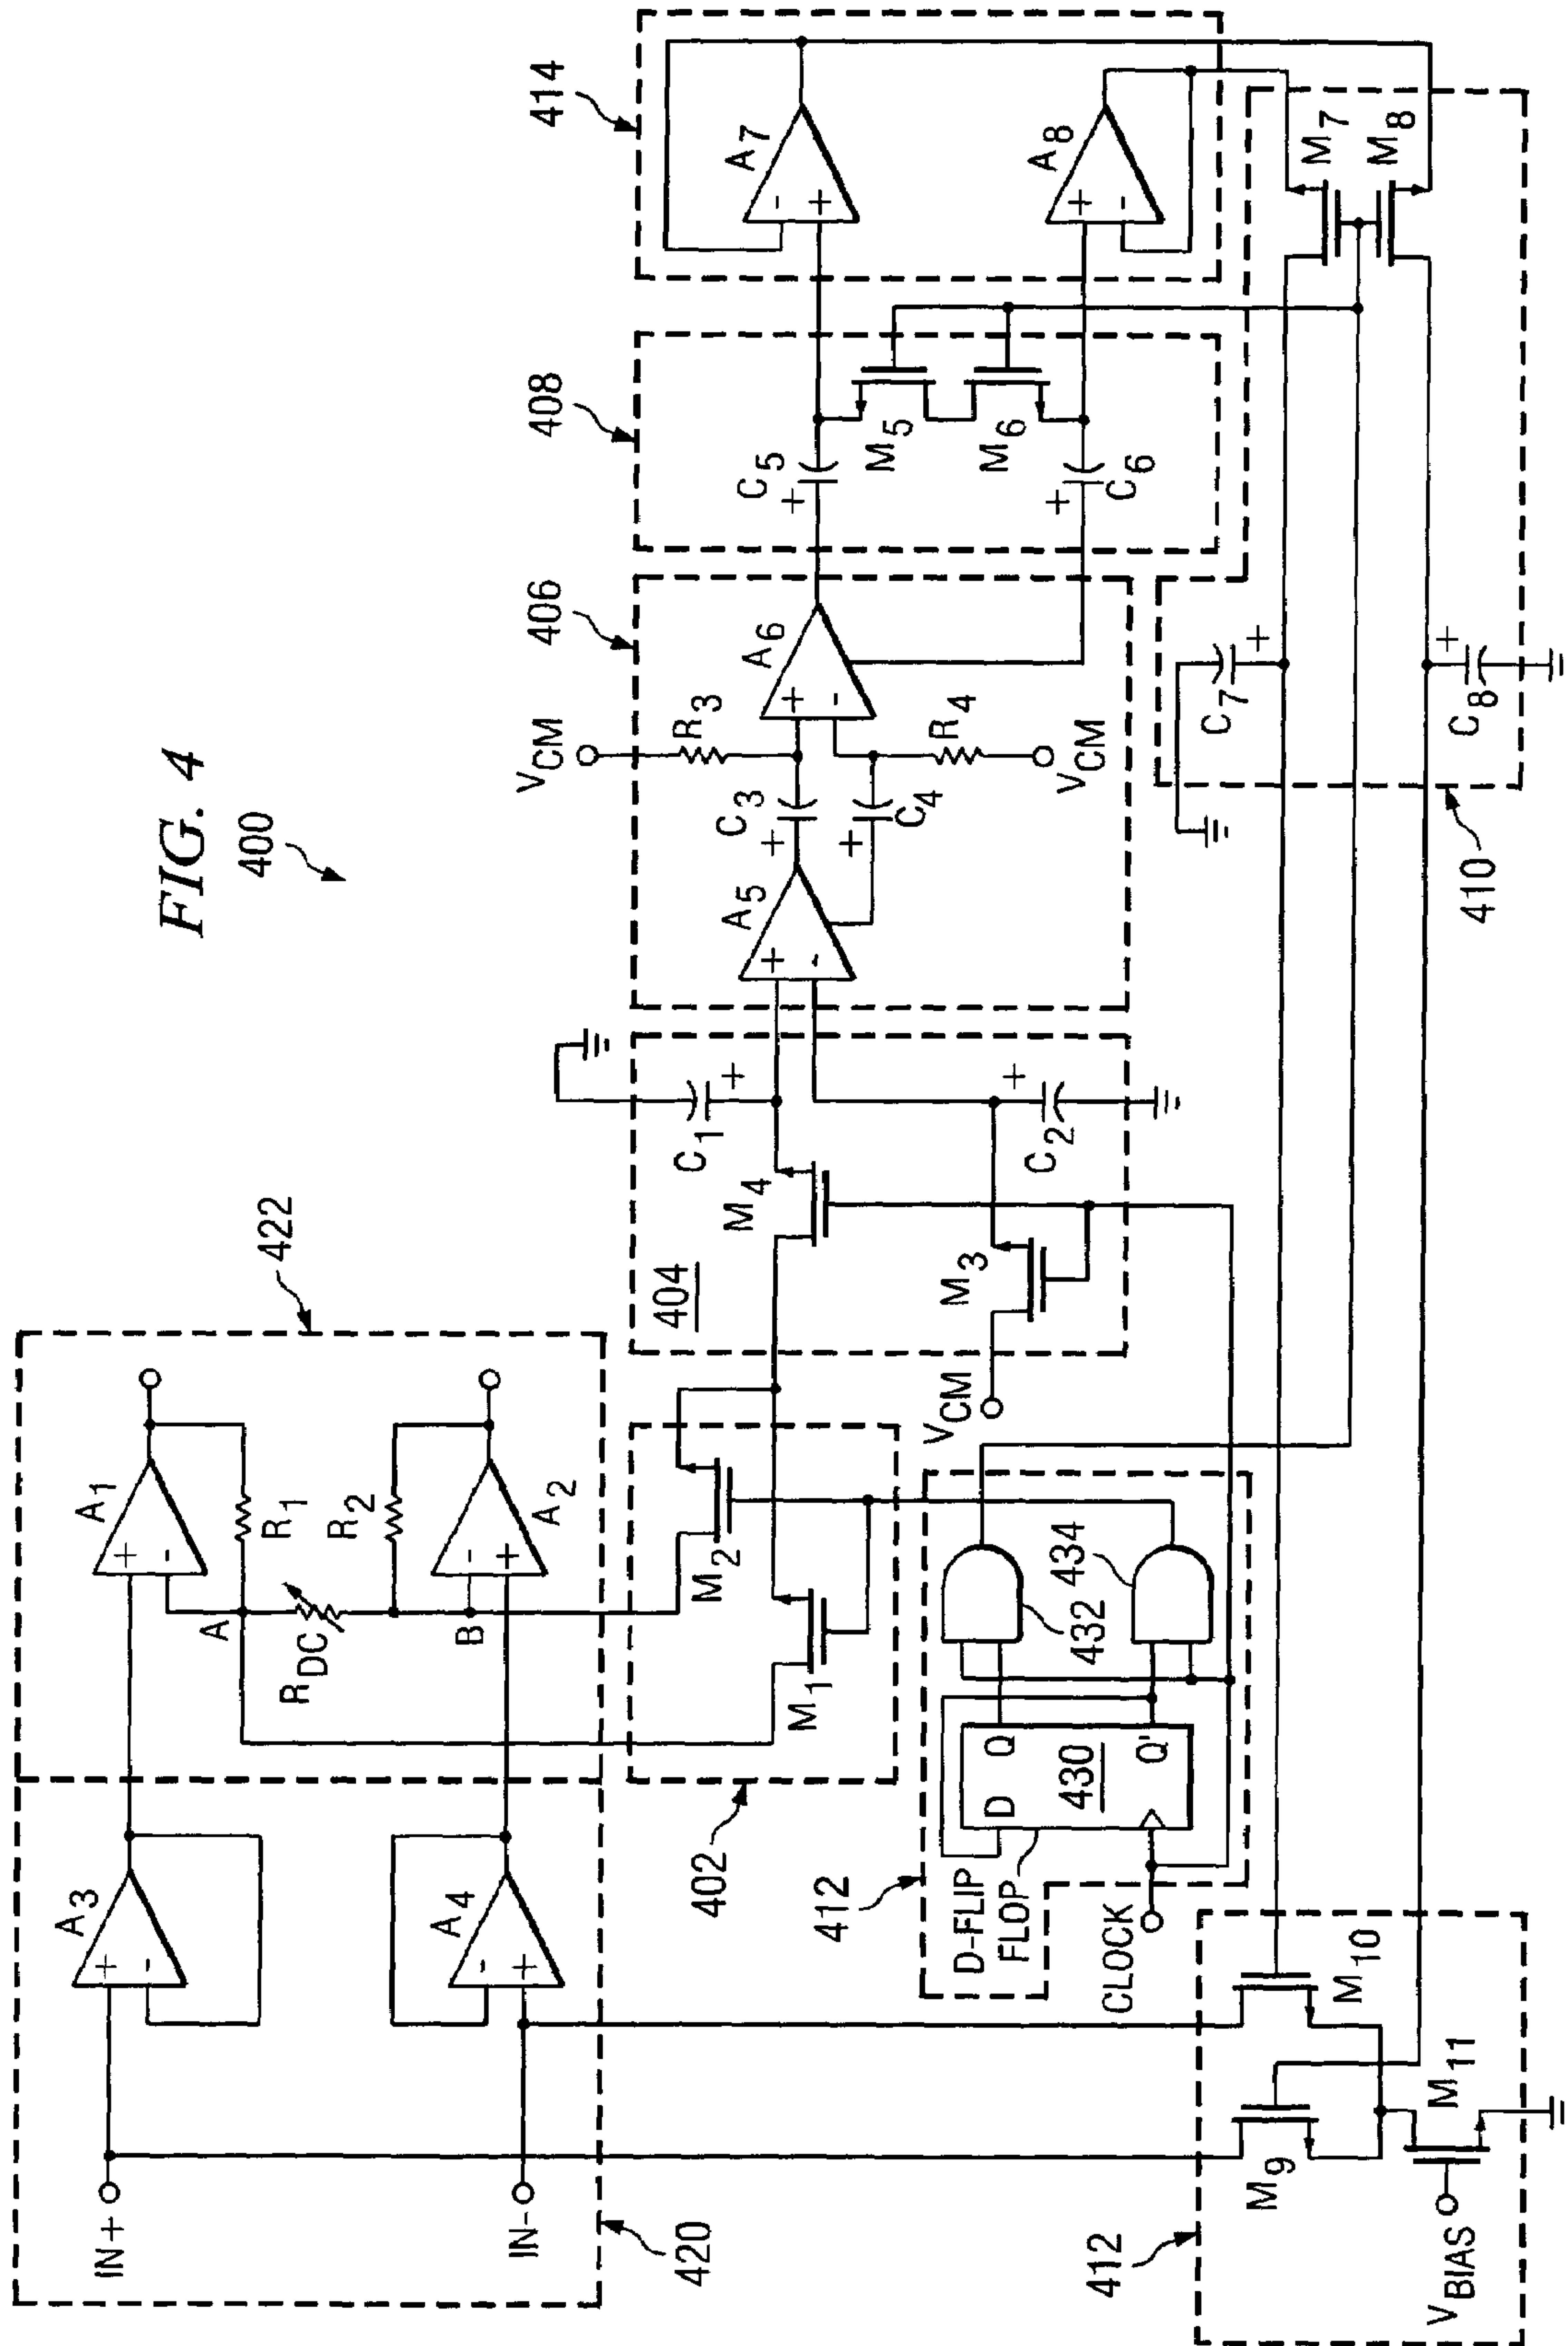 FIG. 4
400
420
IN+
IN-
A3
+
-
A4
-
+
422
A1
+
-
R1
A
RDC
R2
B
A2
-
+
402
M1
M2
404
M4
M3
VCM
C1
+
C2
+
406
A5
+
-
C3
+
C4
+
VCM
R3
R4
VCM
A6
+
-
408
C5
+
C6
+
M5
M6
414
A7
-
+
A8
+
-
412
D-FLIP
FLOP
D
Q
430
Q'
CLOCK
432
434
410
C7
+
C8
+
M7
M8
412
M9
M10
M11
VBIAS